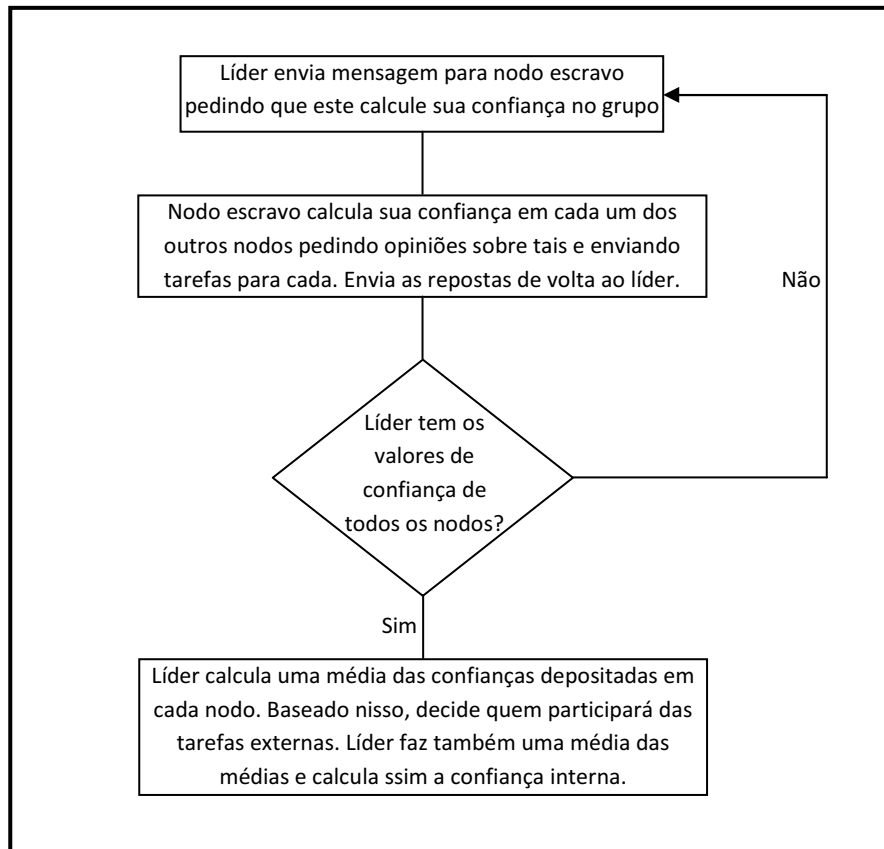 Líder envia mensagem para nodo escravo
pedindo que este calcule sua confiança no grupo
Nodo escravo calcula sua confiança em cada um dos
outros nodos pedindo opiniões sobre tais e enviando
tarefas para cada. Envia as repostas de volta ao líder.
Não
Líder tem os
valores de
confiança de
todos os nodos?
Sim
Líder calcula uma média das confianças depositadas em
cada nodo. Baseado nisso, decide quem participará das
tarefas externas. Líder faz também uma média das
médias e calcula ssim a confiança interna.